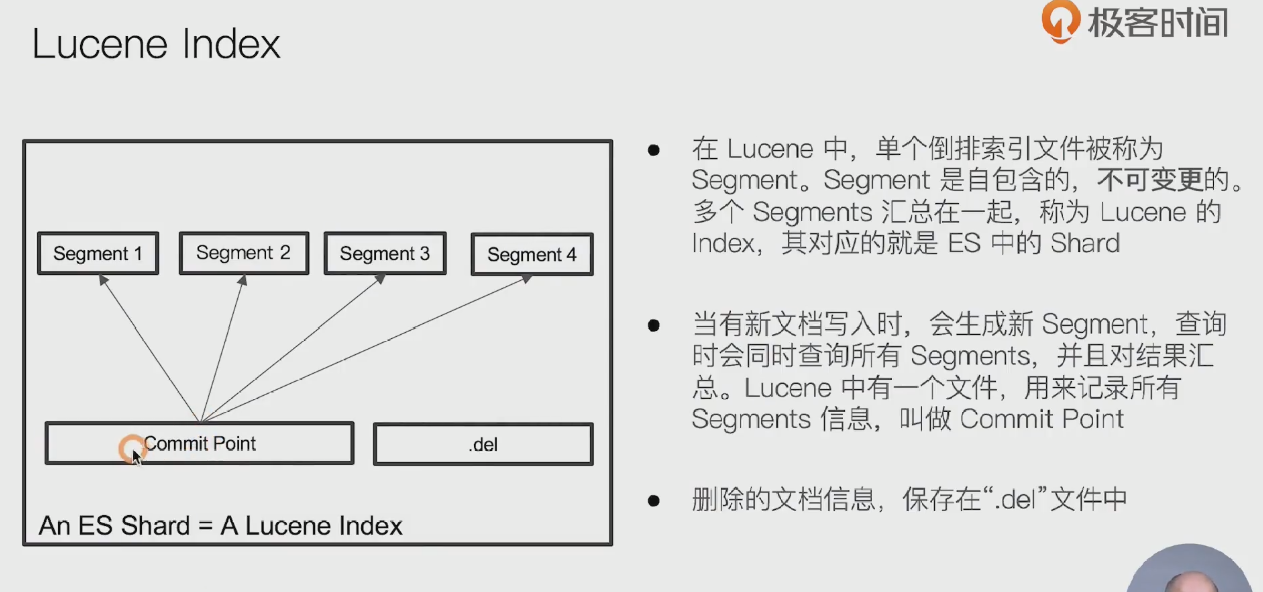 极客时间
Lucene Index
Segment 1
Segment 2
Segment 3
Segment 4
Commit Point
.del
An ES Shard = A Lucene Index
在 Lucene 中，单个倒排索引文件被称为
Segment。Segment 是自包含的，不可变更的。
多个 Segments 汇总在一起，称为 Lucene 的
Index，其对应的就是 ES 中的 Shard
当有新文档写入时，会生成新 Segment，查询
时会同时查询所有 Segments，并且对结果汇
总。Lucene 中有一个文件，用来记录所有
Segments 信息，叫做 Commit Point
删除的文档信息，保存在“.del”文件中